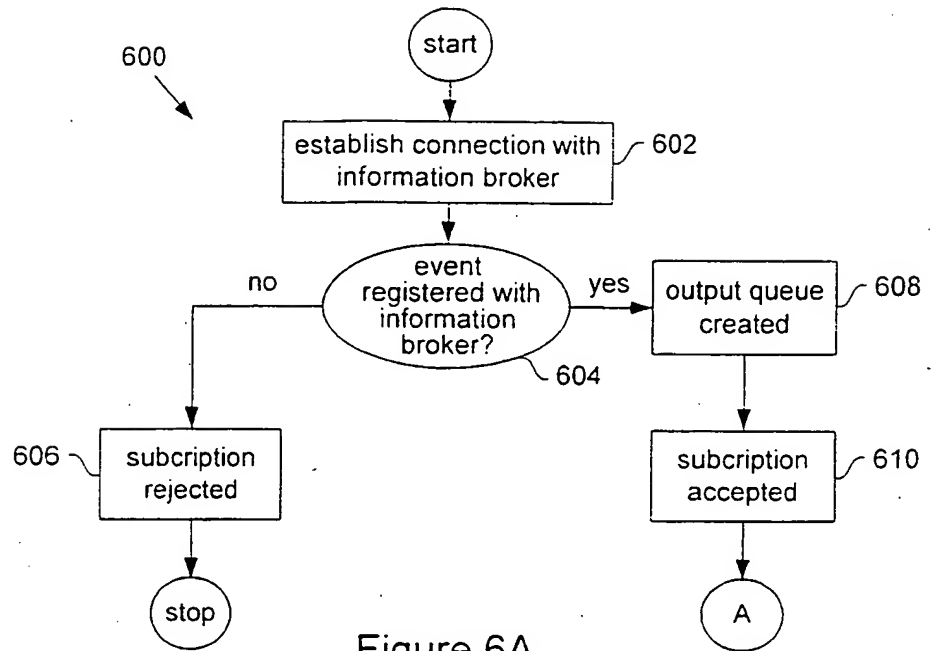 start
600
establish connection with
information broker
602
event
registered with
information
broker?
604
no
yes
output queue
created
608
606
subcription
rejected
subcription
accepted
610
stop
A
Figure 6A